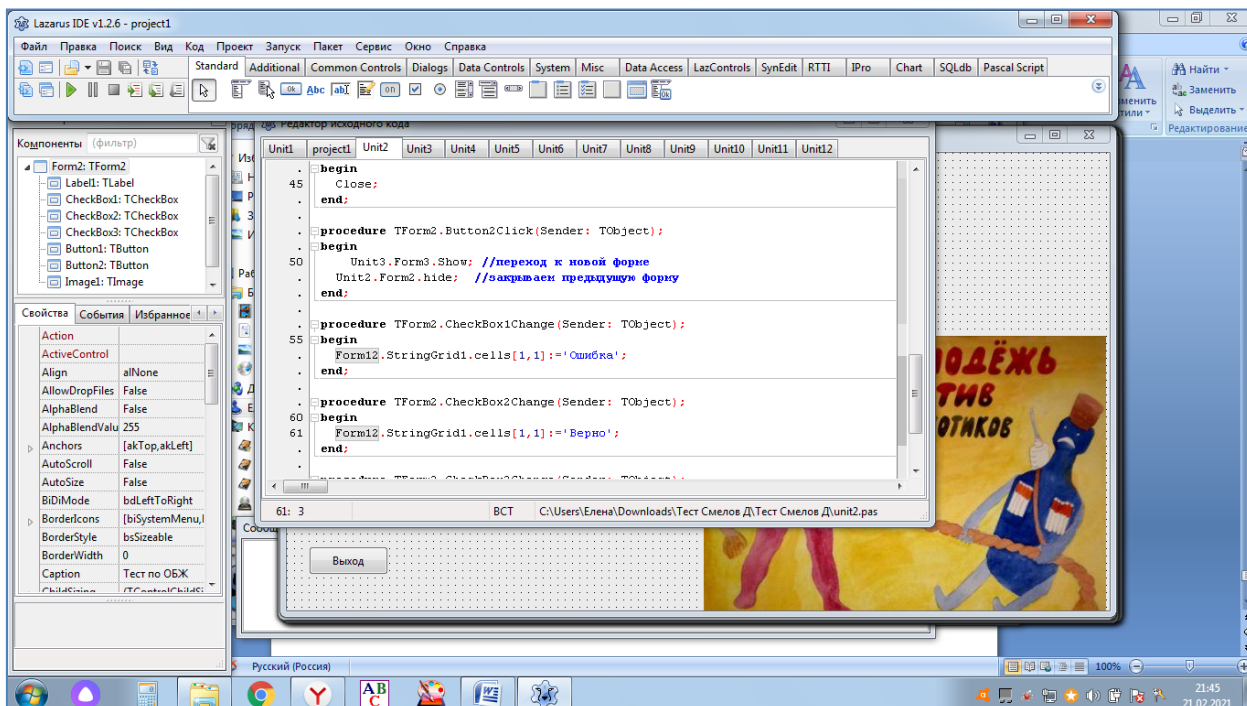 Lazarus IDE v1.2.6 - project1
Файл Правка Поиск Вид Код Проект Запуск Пакет Сервис Окно Справка
Standard Additional Common Controls Dialogs Data Controls System Misc Data Access LazControls SynEdit RTTI IPro Chart SQLdb Pascal Script
Ok Abc abI on
Найти
Заменить
Выделить
Редактирование
Редактор исходного кода
Компоненты (фильтр)
Form2: TForm2
Label1: TLabel
CheckBox1: TCheckBox
CheckBox2: TCheckBox
CheckBox3: TCheckBox
Button1: TButton
Button2: TButton
Image1: TImage
Свойства События Избранное
Action
ActiveControl
Align alNone
AllowDropFiles False
AlphaBlend False
AlphaBlendValu 255
Anchors [akTop,akLeft]
AutoScroll False
AutoSize False
BiDiMode bdLeftToRight
BorderIcons [biSystemMenu,
BorderStyle bsSizeable
BorderWidth 0
Caption Тест по ОБЖ
Unit1 project1 Unit2 Unit3 Unit4 Unit5 Unit6 Unit7 Unit8 Unit9 Unit10 Unit11 Unit12
begin
45 Close;
end;
procedure TForm2.Button2Click(Sender: TObject);
begin
50 Unit3.Form3.Show; //переход к новой форме
Unit2.Form2.hide; //закрываем предыдущую форму
end;
procedure TForm2.CheckBox1Change(Sender: TObject);
55 begin
Form12.StringGrid1.cells[1,1]:='Ошибка';
end;
procedure TForm2.CheckBox2Change(Sender: TObject);
60 begin
61 Form12.StringGrid1.cells[1,1]:='Верно';
end;
61: 3 ВСТ C:\Users\Елена\Downloads\Тест Смелов Д\Тест Смелов Д\unit2.pas
Выход
Русский (Россия)
100%
21:45
21.02.2021